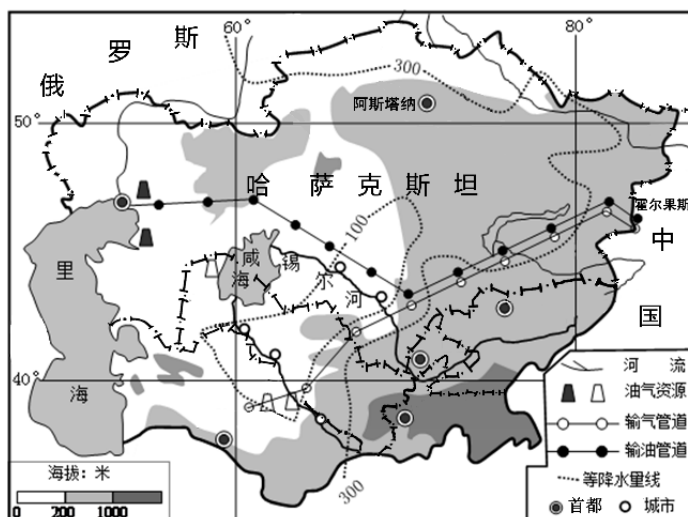 60°
80°
俄罗斯
300
阿斯塔纳
50°
哈萨克斯坦
霍尔果斯
100
中国
里海
咸海
锡尔河
40°
300
河流
油气资源
输气管道
输油管道
等降水量线
首都 城市
海拔：米
0 200 1000